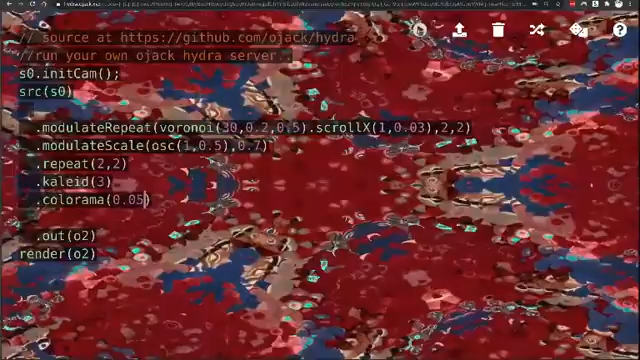 // source at https://github.com/ojack/hydra
//run your own ojack hydra server..
s0.initCam();
src(s0)
.modulateRepeat(voronoi(30,0.2,0.5).scrollX(1,0.03),2,2)
.modulateScale(osc(1,0.5),0.7)
.repeat(2,2)
.kaleid(3)
.colorama(0.05)
.out(o2)
render(o2)